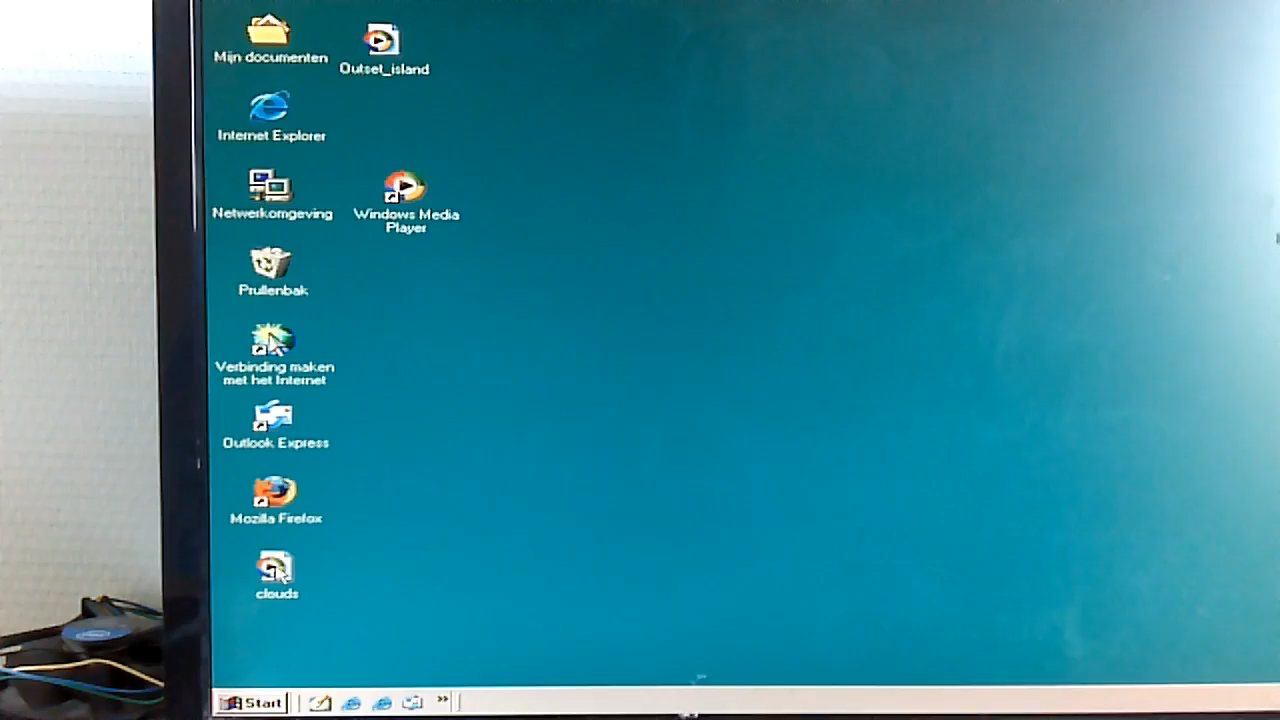 Mijn documenten
Outset_island
Internet Explorer
Netwerkomgeving
Windows Media
Player
Prullenbak
Verbinding maken
met het Internet
Outlook Express
Mozilla Firefox
clouds
Start